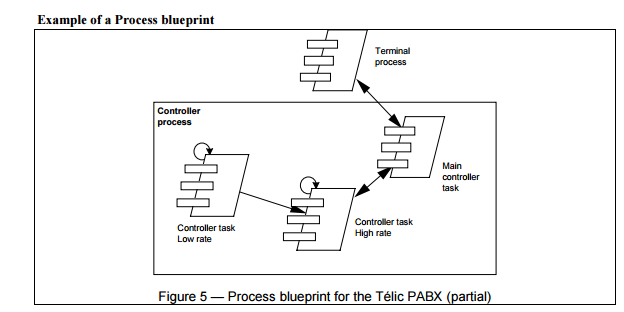 Example of a Process blueprint
Terminal
process
Controller
process
Main
controller
task
Controller task
Low rate
Controller task
High rate
Figure 5 — Process blueprint for the Télic PABX (partial)